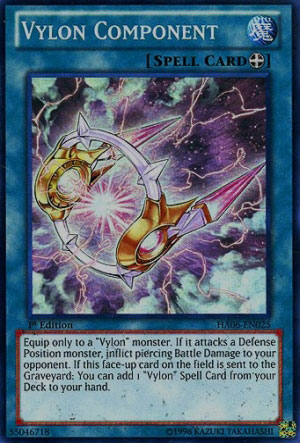 VYLON COMPONENT
魔
[SPELL CARD]
1st Edition
HA06-EN025
Equip only to a "Vylon" monster. If it attacks a Defense
Position monster, inflict piercing Battle Damage to your
opponent. If this face-up card on the field is sent to the
Graveyard: You can add 1 "Vylon" Spell Card from your
Deck to your hand.
55046718
©1996 KAZUKI TAKAHASHI